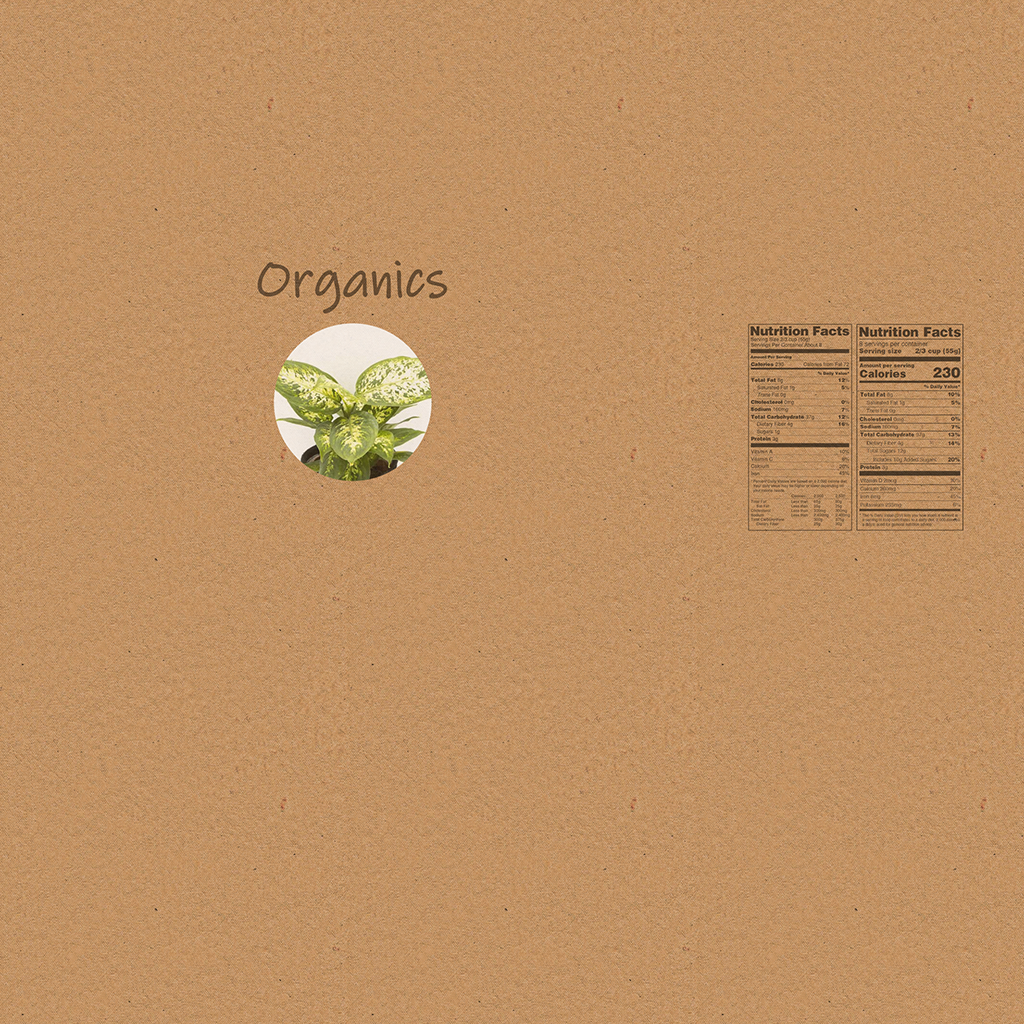 Organics
Nutrition Facts
Serving Size 2/3 cup (55g)
Servings Per Container About 8
Amount Per Serving
Calories 230 Calories from Fat 72
% Daily Value*
Total Fat 8g 12%
Saturated Fat 1g 5%
Trans Fat 0g
Cholesterol 0mg 0%
Sodium 160mg 7%
Total Carbohydrate 37g 12%
Dietary Fiber 4g 16%
Sugars 1g
Protein 3g
Vitamin A 10%
Vitamin C 8%
Calcium 20%
Iron 45%
Nutrition Facts
8 servings per container
Serving size 2/3 cup (55g)
Amount per serving
Calories 230
% Daily Value*
Total Fat 8g 10%
Saturated Fat 1g 5%
Trans Fat 0g
Cholesterol 0mg 0%
Sodium 160mg 7%
Total Carbohydrate 37g 13%
Dietary Fiber 4g 14%
Total Sugars 12g
Includes 10g Added Sugars 20%
Protein 3g
Vitamin D 2mcg 10%
Calcium 260mg 20%
Iron 8mg 45%
Potassium 235mg 6%